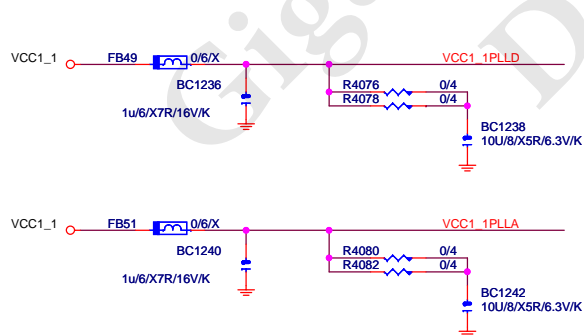 Giga
D
VCC1_1 FB49 0/6/X VCC1_1PLLD
BC1236
1u/6/X7R/16V/K
R4076 0/4
R4078 0/4
BC1238
10U/8/X5R/6.3V/K
VCC1_1 FB51 0/6/X VCC1_1PLLA
BC1240
1u/6/X7R/16V/K
R4080 0/4
R4082 0/4
BC1242
10U/8/X5R/6.3V/K